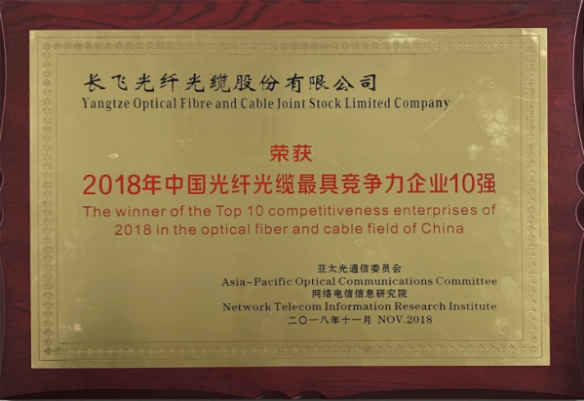 长飞光纤光缆股份有限公司
Yangtze Optical Fibre and Cable Joint Stock Limited Company
荣获
2018年中国光纤光缆最具竞争力企业10强
The winner of the Top 10 competitiveness enterprises of
2018 in the optical fiber and cable field of China
亚太光通信委员会
Asia-Pacific Optical Communications Committee
网络电信信息研究院
Network Telecom Information Research Institute
二〇一八年十一月 NOV.2018